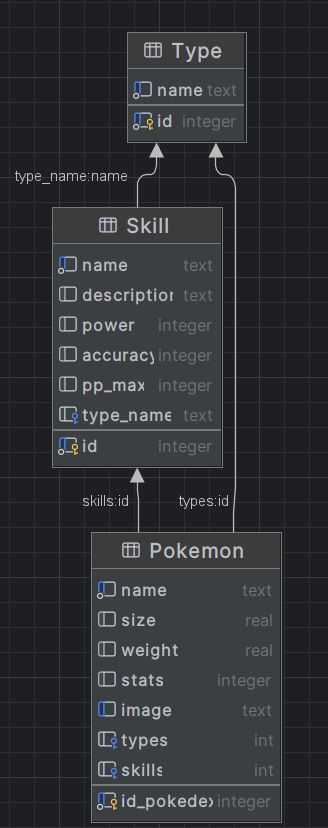 Type
name text
id integer
type_name:name
Skill
name text
description text
power integer
accuracy integer
pp_max integer
type_name text
id integer
skills:id types:id
Pokemon
name text
size real
weight real
stats integer
image text
types int
skills int
id_pokedex integer